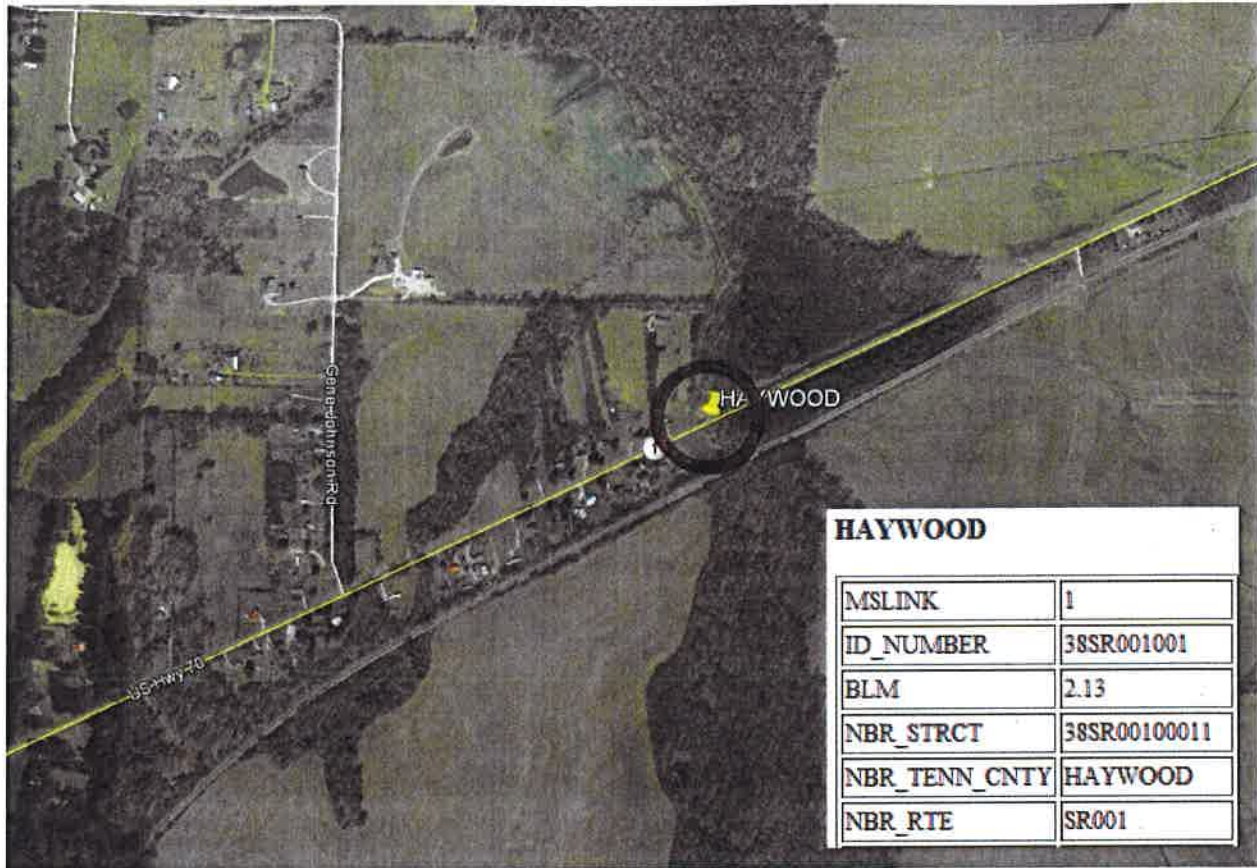 HAYWOOD
1
Gene Johnson Rd
US Hwy 70
HAYWOOD
MSLINK 1
ID_NUMBER 38SR001001
BLM 2.13
NBR_STRCT 38SR00100011
NBR_TENN_CNTY HAYWOOD
NBR_RTE SR001